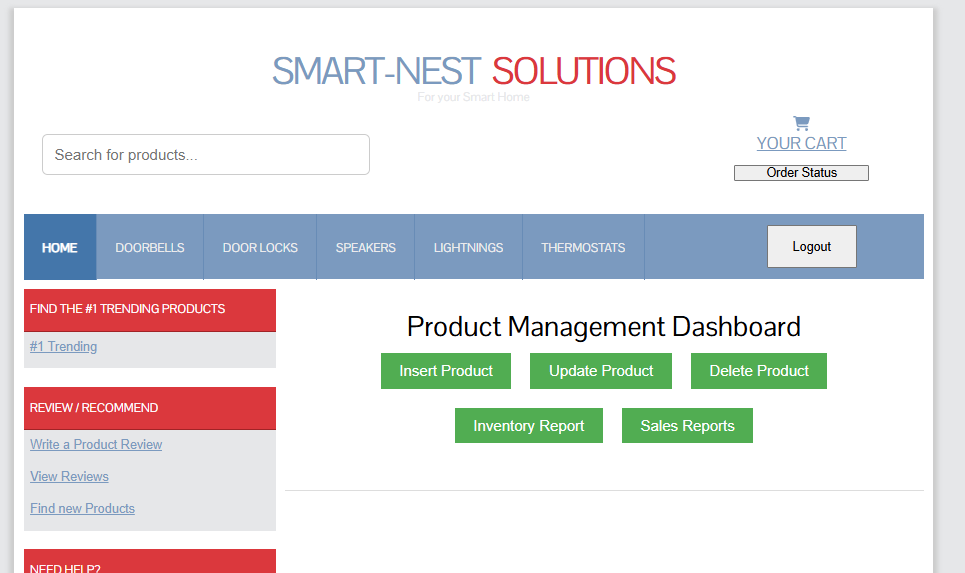 SMART-NEST SOLUTIONS
For your Smart Home
Search for products...
YOUR CART
Order Status
HOME DOORBELLS DOOR LOCKS SPEAKERS LIGHTNINGS THERMOSTATS Logout
FIND THE #1 TRENDING PRODUCTS
#1 Trending
REVIEW / RECOMMEND
Write a Product Review
View Reviews
Find new Products
NEED HELP?
Product Management Dashboard
Insert Product Update Product Delete Product
Inventory Report Sales Reports